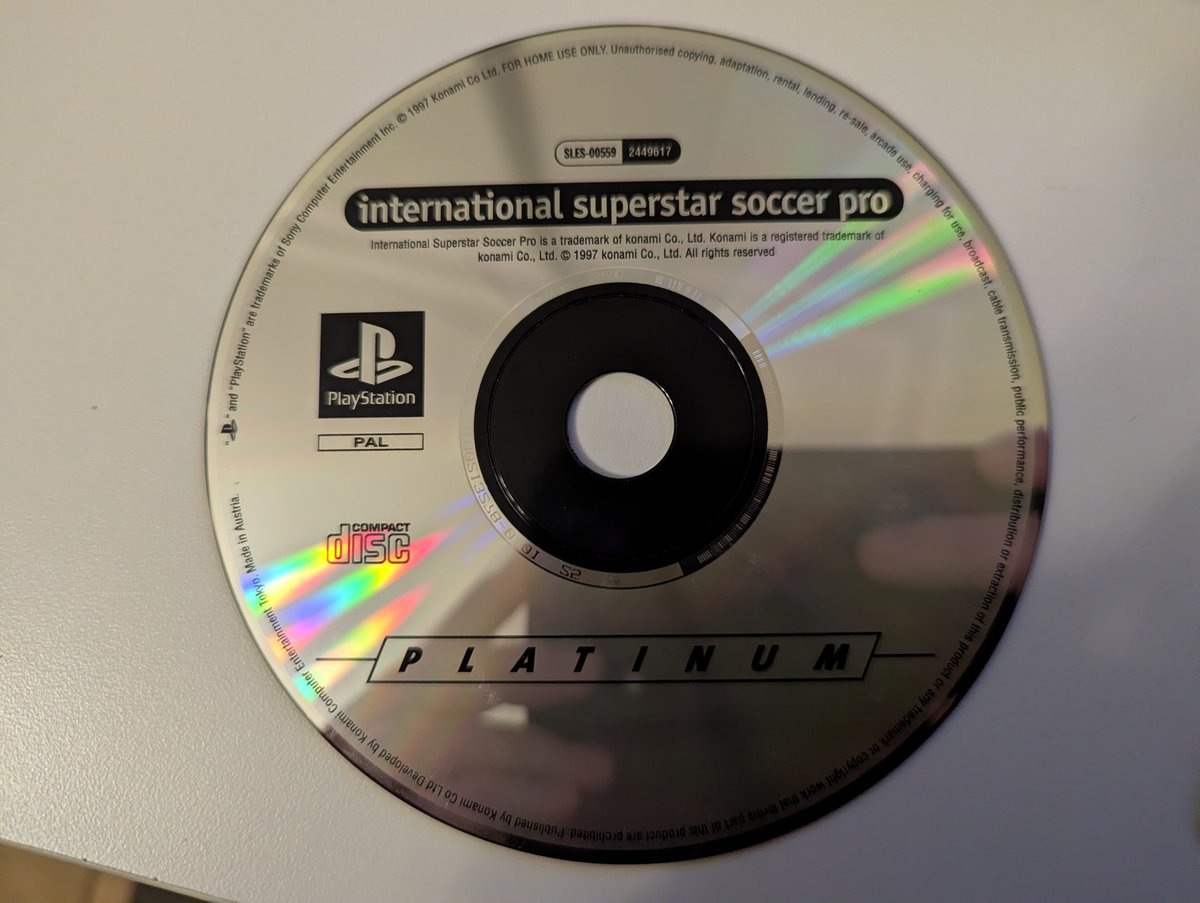 "PS" and "PlayStation" are trademarks of Sony Computer Entertainment Inc. © 1997 Konami Co Ltd. FOR HOME USE ONLY. Unauthorised copying, adaptation, rental, lending, re-sale, arcade use, charging for use, broadcast, cable transmission, public performance, distribution or extraction of this product or any trademark or copyright work that forms part of this product are prohibited. Published by Konami Co Ltd Developed by Konami Computer Entertainment Tokyo. Made in Austria.
SLES-00559 2449617
international superstar soccer pro
International Superstar Soccer Pro is a trademark of konami Co., Ltd. Konami is a registered trademark of
konami Co., Ltd. © 1997 konami Co., Ltd. All rights reserved
PlayStation
PAL
COMPACT
disc
PLATINUM